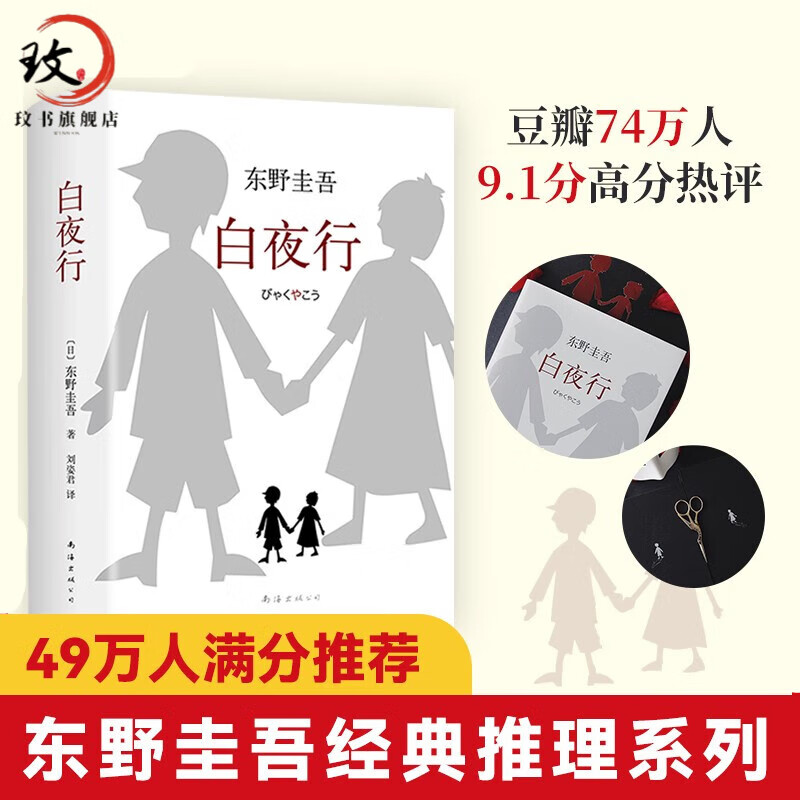 玫
玫书旗舰店
豆瓣74万人
9.1分高分热评
白夜行
[日] 东野圭吾 著
刘姿君 译
东野圭吾
白夜行
びゃくやこう
南海出版公司
东野圭吾
白夜行
びゃくやこう
49万人满分推荐
东野圭吾经典推理系列